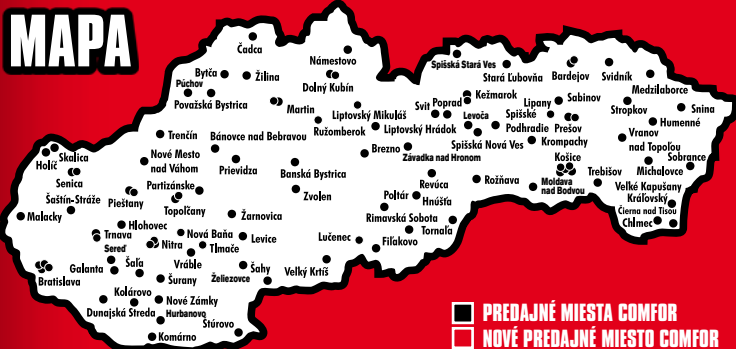 MAPA
Čadca
Námestovo
Spišská Stará Ves
Stará Ľubovňa
Bardejov
Svidník
Bytča
Žilina
Dolný Kubín
Medzilaborce
Púchov
Považská Bystrica
Martin
Liptovský Mikuláš
Svit
Poprad
Kežmarok
Levoča
Lipany
Sabinov
Stropkov
Snina
Trenčín
Bánovce nad Bebravou
Ružomberok
Liptovský Hrádok
Spišské
Podhradie
Prešov
Humenné
Holíč
Skalica
Nové Mesto
nad Váhom
Prievidza
Brezno
Spišská Nová Ves
Krompachy
Vranov
nad Topoľou
Závadka nad Hronom
Košice
Sobrance
Senica
Partizánske
Banská Bystrica
Revúca
Rožňava
Moldava
nad Bodvou
Trebišov
Michalovce
Šaštín-Stráže
Piešťany
Topoľčany
Zvolen
Poltár
Hnúšťa
Veľké Kapušany
Kráľovský
Chlmec
Čierna nad Tisou
Malacky
Hlohovec
Žarnovica
Rimavská Sobota
Tornaľa
Trnava
Sereď
Nitra
Nová Baňa
Tlmače
Levice
Lučenec
Fiľakovo
Bratislava
Galanta
Šaľa
Vráble
Šurany
Želiezovce
Šahy
Veľký Krtíš
Kolárovo
Dunajská Streda
Nové Zámky
Hurbanovo
Komárno
Štúrovo
PREDAJNÉ MIESTA COMFOR
NOVÉ PREDAJNÉ MIESTO COMFOR